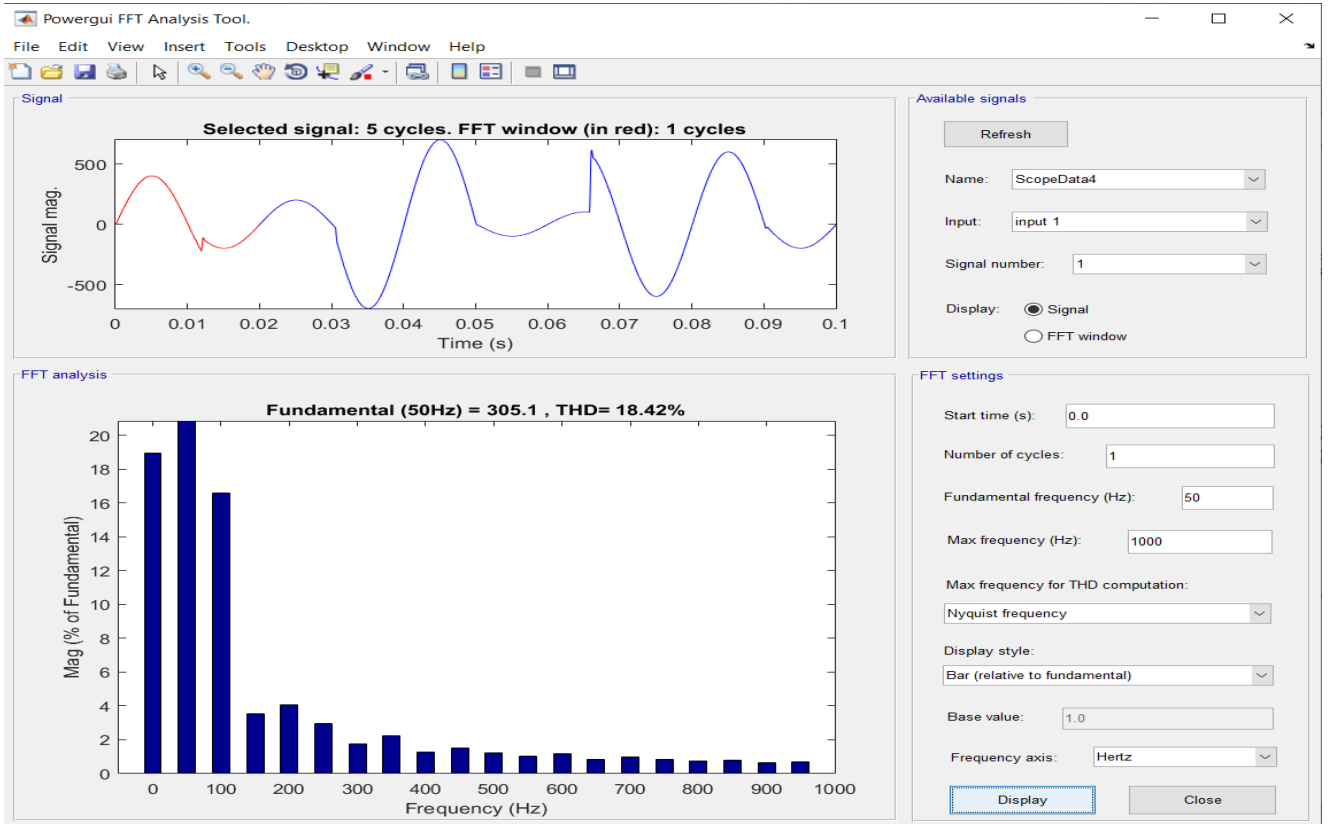 Powergui FFT Analysis Tool.
File Edit View Insert Tools Desktop Window Help
Signal
Selected signal: 5 cycles. FFT window (in red): 1 cycles
Signal mag.
500
0
-500
0 0.01 0.02 0.03 0.04 0.05 0.06 0.07 0.08 0.09 0.1
Time (s)
Available signals
Refresh
Name: ScopeData4
Input: input 1
Signal number: 1
Display: Signal
FFT window
FFT analysis
Fundamental (50Hz) = 305.1 , THD= 18.42%
Mag (% of Fundamental)
20
18
16
14
12
10
8
6
4
2
0
0 100 200 300 400 500 600 700 800 900 1000
Frequency (Hz)
FFT settings
Start time (s): 0.0
Number of cycles: 1
Fundamental frequency (Hz): 50
Max frequency (Hz): 1000
Max frequency for THD computation:
Nyquist frequency
Display style:
Bar (relative to fundamental)
Base value: 1.0
Frequency axis: Hertz
Display Close